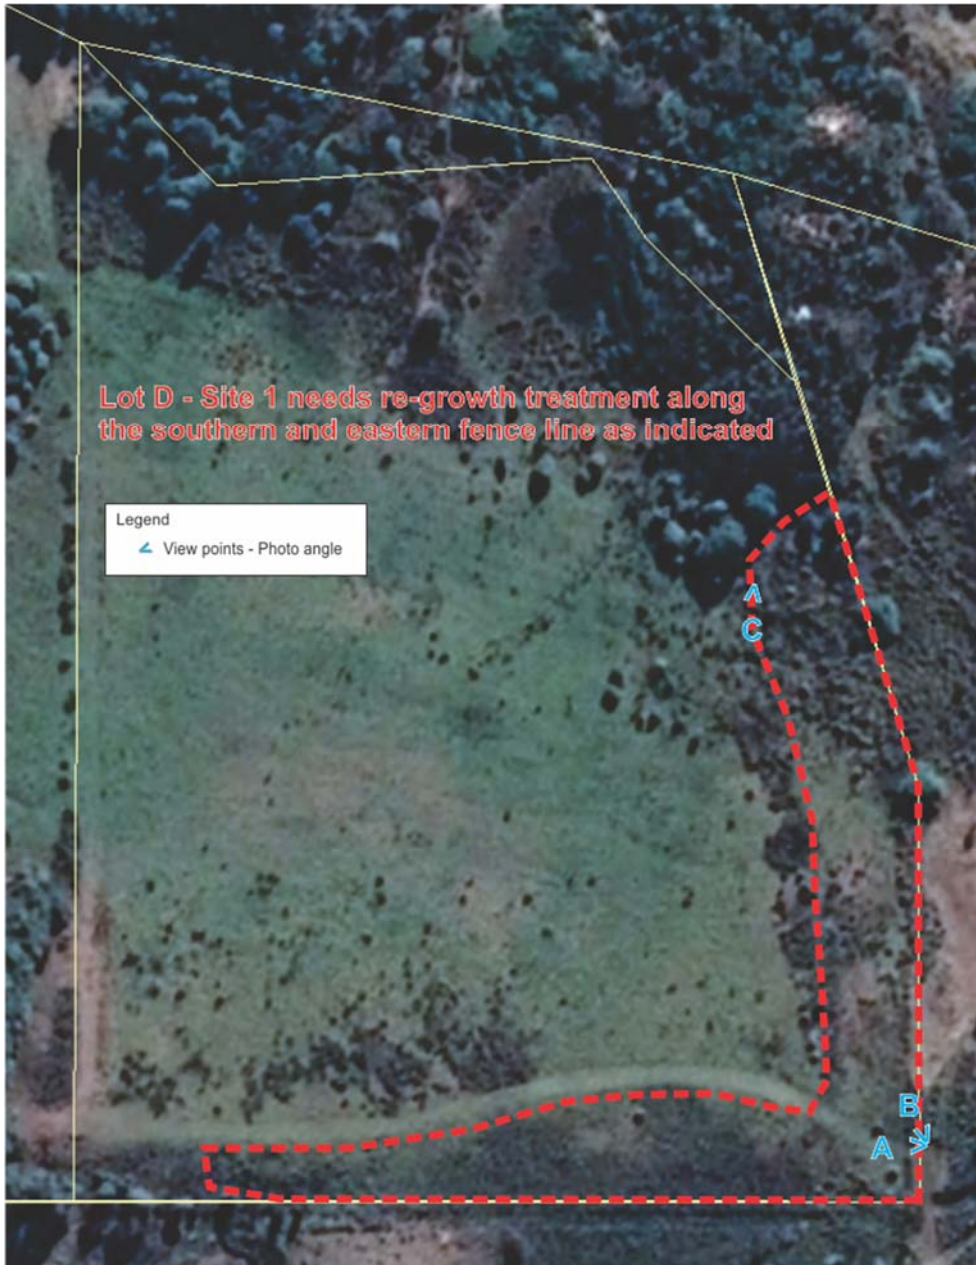 Lot D - Site 1 needs re-growth treatment along
the southern and eastern fence line as indicated
Legend
View points - Photo angle
C
B
A